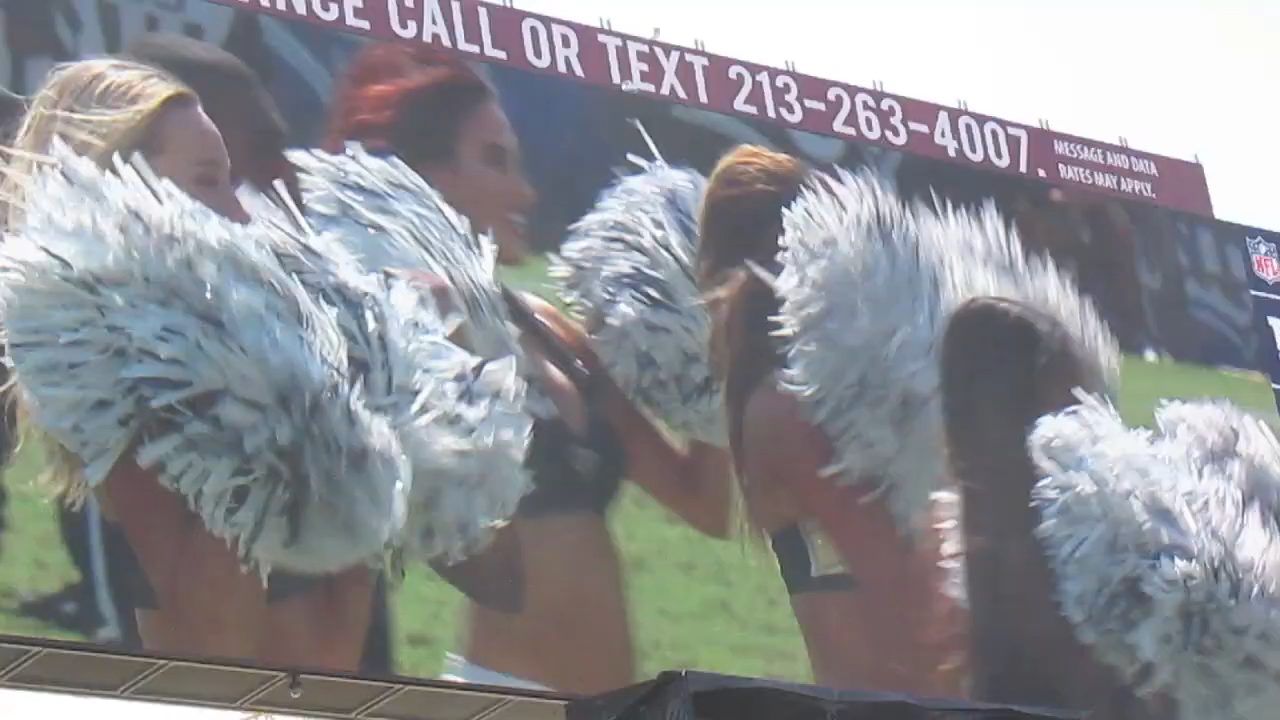 CALL OR TEXT 213-263-4007.
MESSAGE AND DATA
RATES MAY APPLY.
NFL